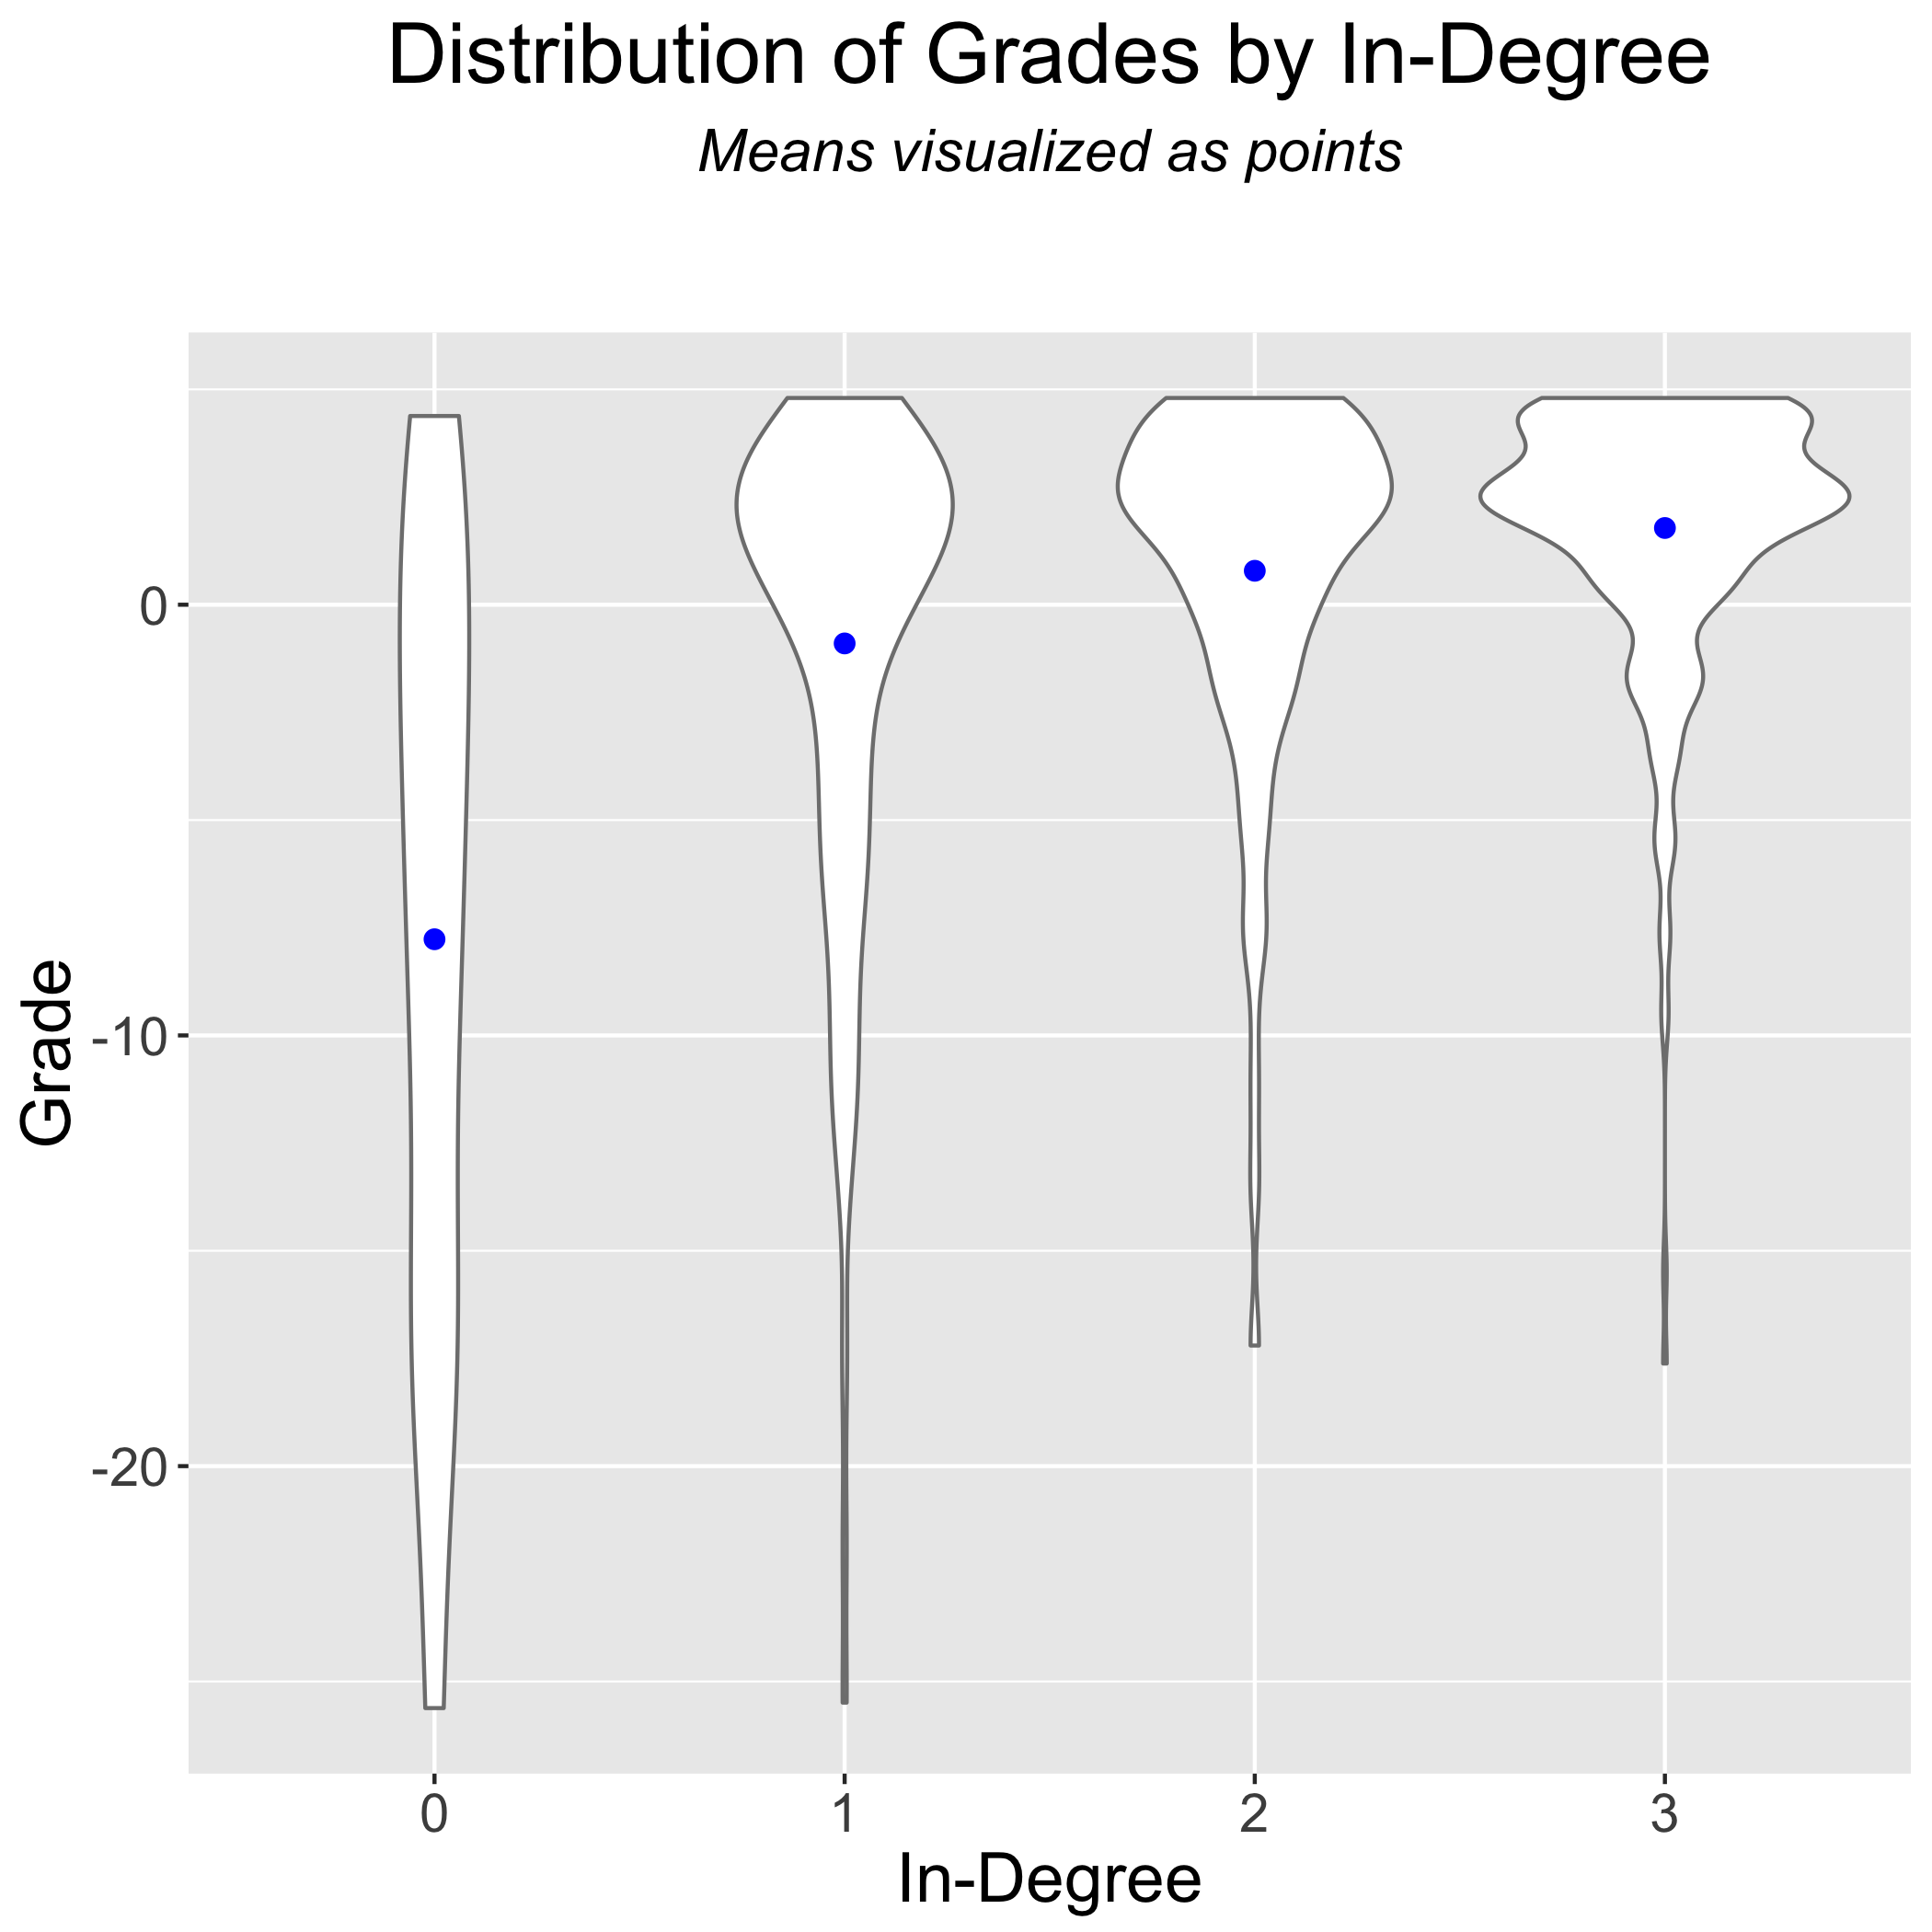 Distribution of Grades by In-Degree
Means visualized as points
Grade
0
-10
-20
0 1 2 3
In-Degree